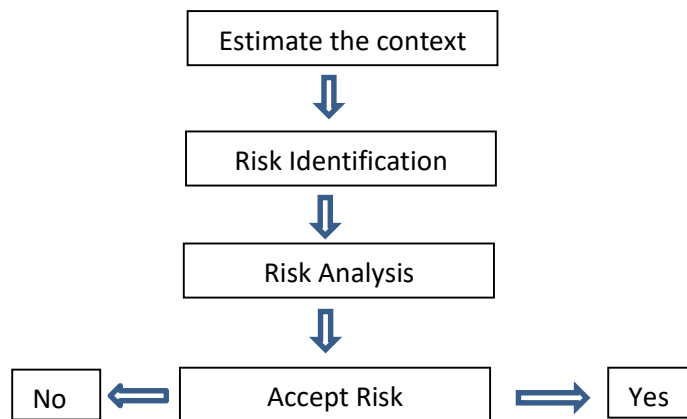 Estimate the context
Risk Identification
Risk Analysis
No
Accept Risk
Yes